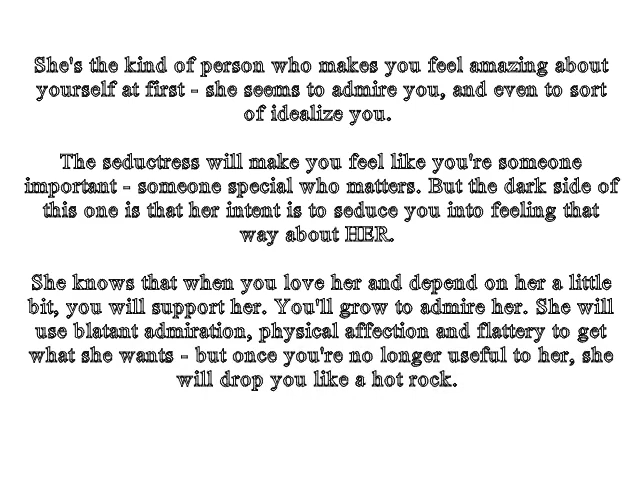 She's the kind of person who makes you feel amazing about
yourself at first - she seems to admire you, and even to sort
of idealize you.
The seductress will make you feel like you're someone
important - someone special who matters. But the dark side of
this one is that her intent is to seduce you into feeling that
way about HER.
She knows that when you love her and depend on her a little
bit, you will support her. You'll grow to admire her. She will
use blatant admiration, physical affection and flattery to get
what she wants - but once you're no longer useful to her, she
will drop you like a hot rock.